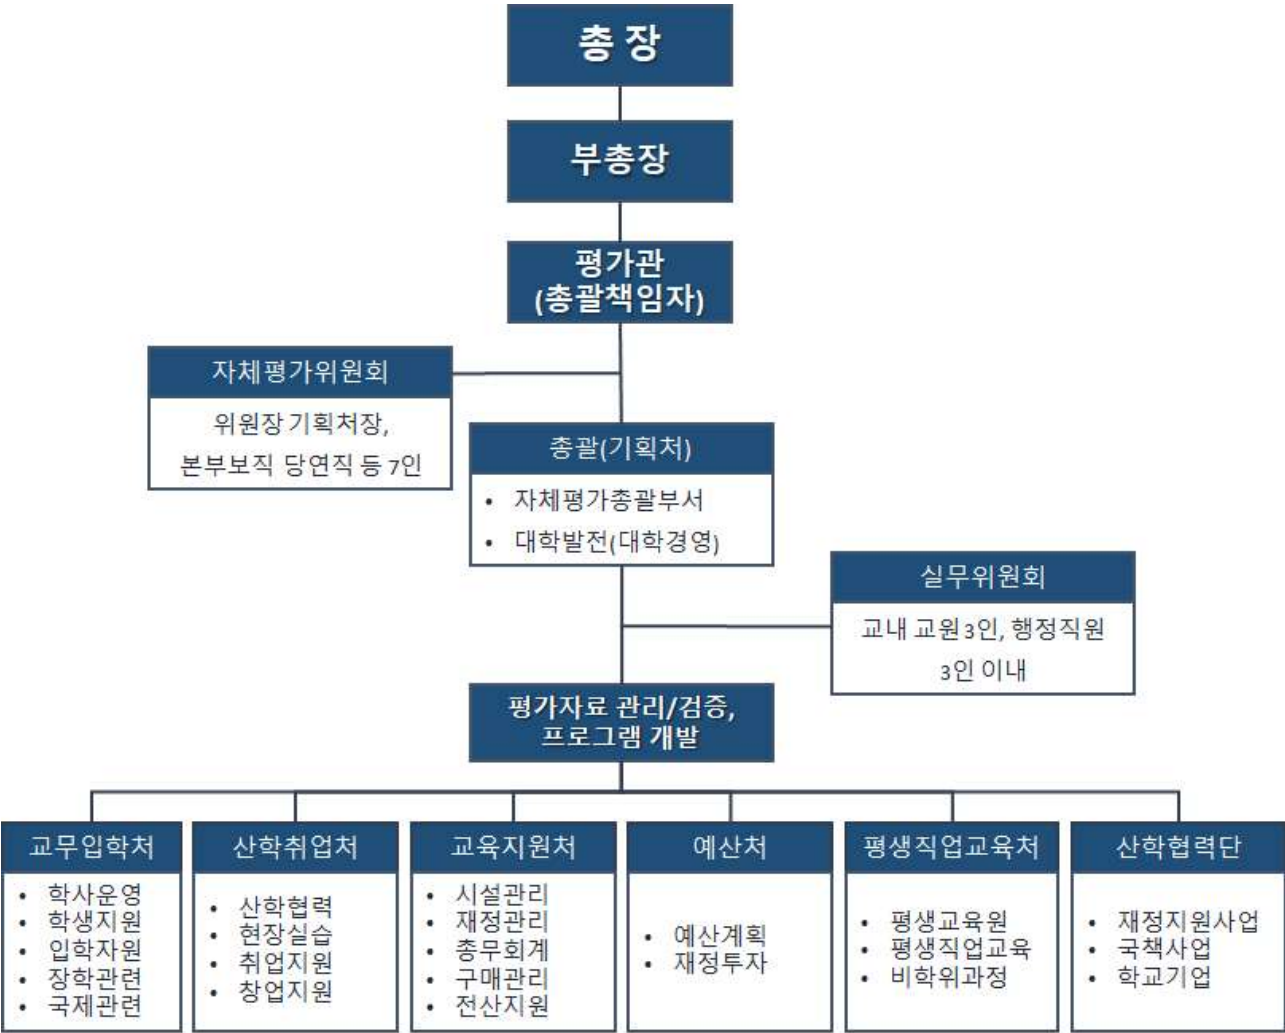 총 장
부총장
평가관
(총괄책임자)
자체평가위원회
위원장 기획처장,
본부보직 당연직 등 7인
총괄(기획처)
• 자체평가총괄부서
• 대학발전(대학경영)
실무위원회
교내 교원 3인, 행정직원
3인 이내
평가자료 관리/검증,
프로그램 개발
교무입학처
• 학사운영
• 학생지원
• 입학자원
• 장학관련
• 국제관련
산학취업처
• 산학협력
• 현장실습
• 취업지원
• 창업지원
교육지원처
• 시설관리
• 재정관리
• 총무회계
• 구매관리
• 전산지원
예산처
• 예산계획
• 재정투자
평생직업교육처
• 평생교육원
• 평생직업교육
• 비학위과정
산학협력단
• 재정지원사업
• 국책사업
• 학교기업